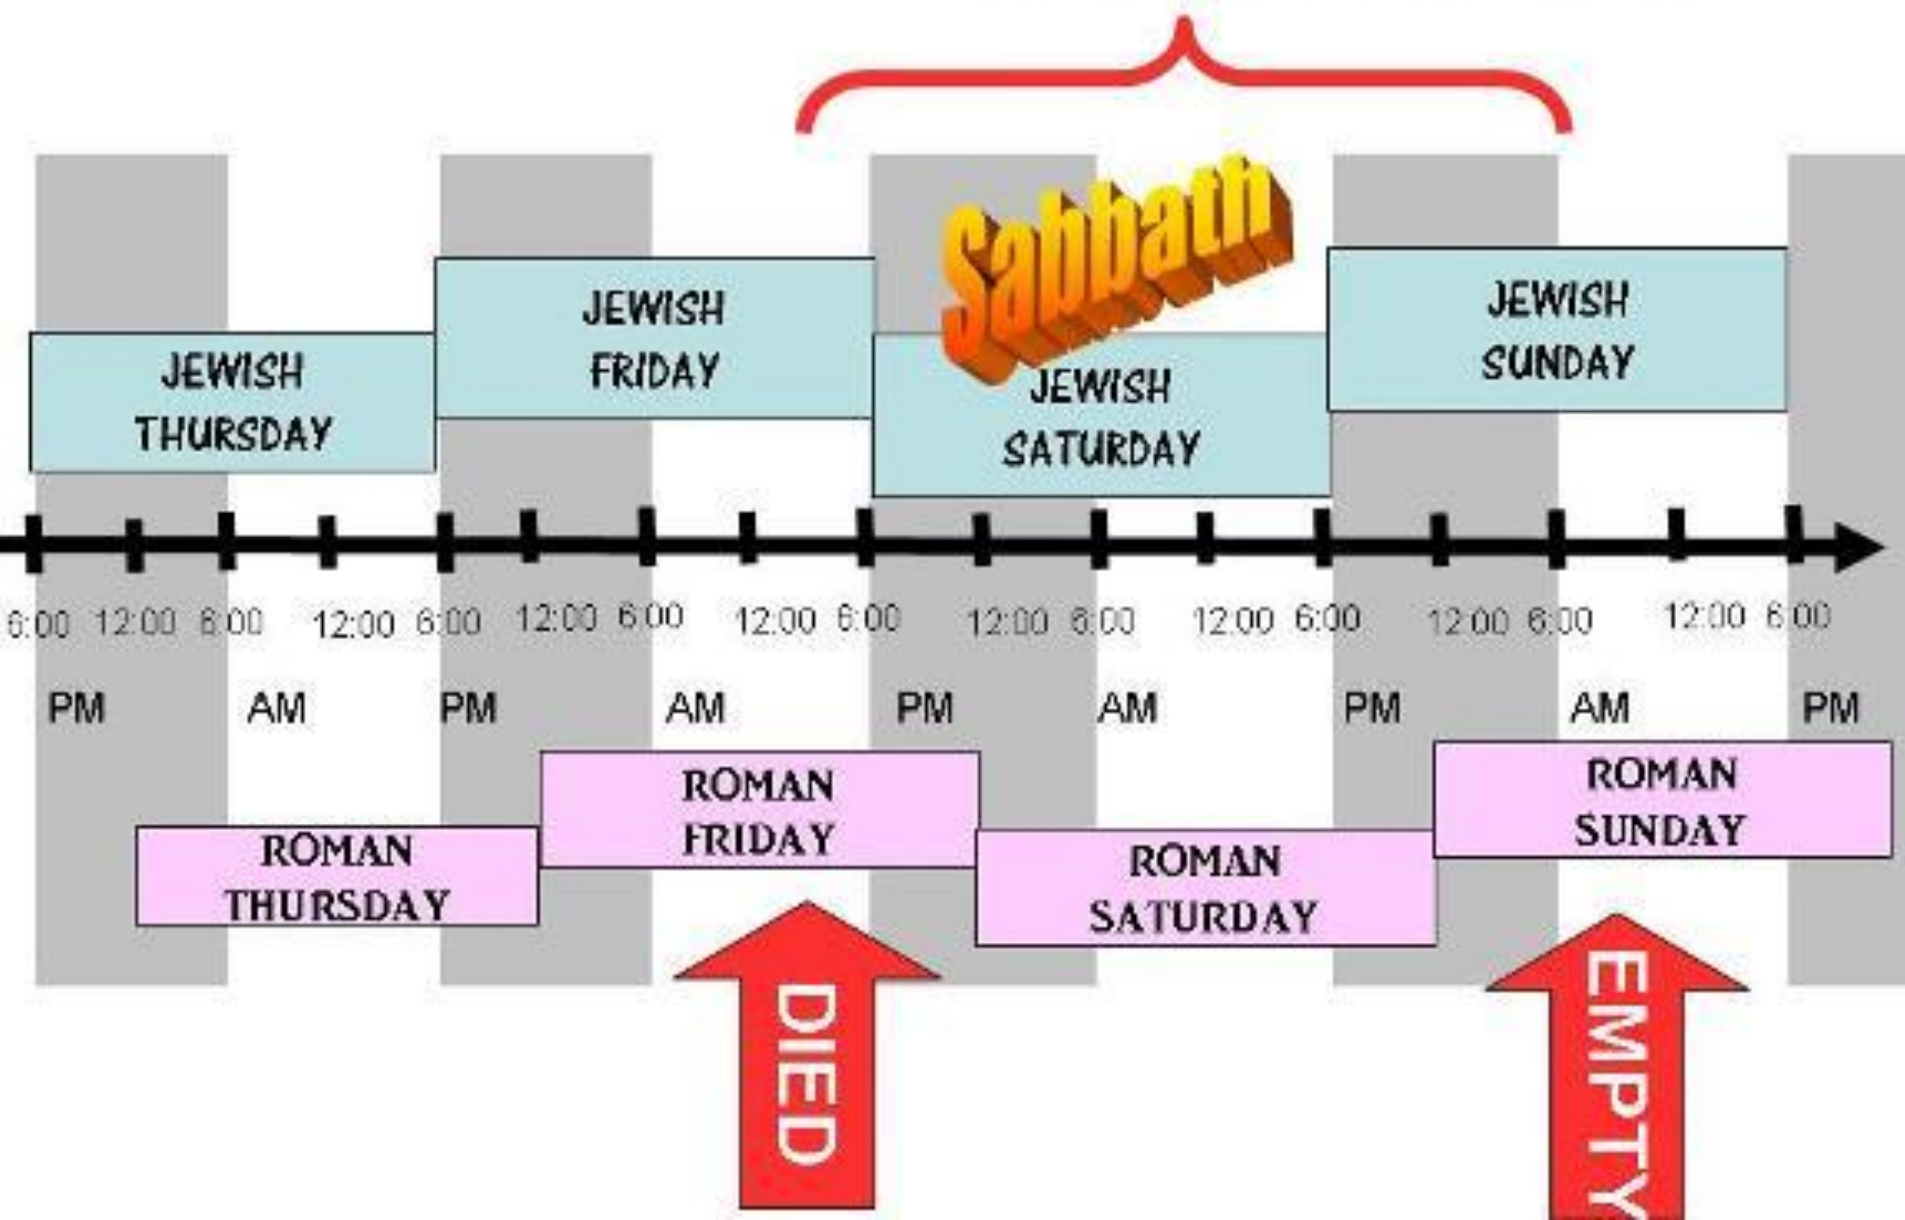 Sabbath
JEWISH
THURSDAY
JEWISH
FRIDAY
JEWISH
SATURDAY
JEWISH
SUNDAY
6:00 12:00 6:00 12:00 6:00 12:00 6:00 12:00 6:00 12:00 6:00 12:00 6:00 12:00 6:00 12:00 6:00
PM AM PM AM PM AM PM AM PM
ROMAN
THURSDAY
ROMAN
FRIDAY
ROMAN
SATURDAY
ROMAN
SUNDAY
DIED
EMPTY